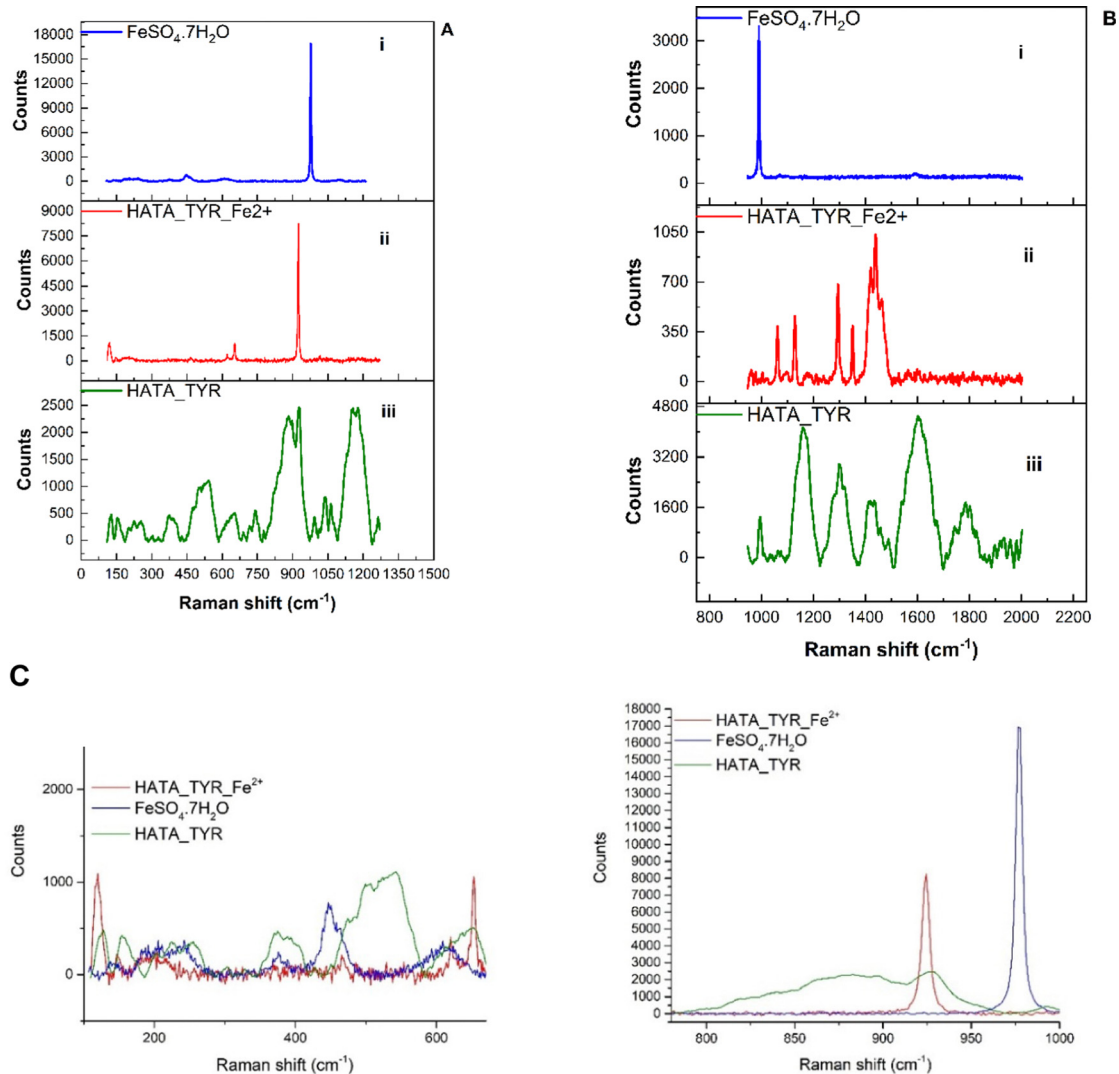 A
FeSO₄.7H₂O
i
18000
15000
12000
9000
6000
3000
0
Counts
HATA_TYR_Fe2+
ii
9000
7500
6000
4500
3000
1500
0
Counts
HATA_TYR
iii
2500
2000
1500
1000
500
0
Counts
0 150 300 450 600 750 900 1050 1200 1350 1500
Raman shift (cm⁻¹)
B
FeSO₄.7H₂O
i
3000
2000
1000
0
Counts
HATA_TYR_Fe2+
ii
1050
700
350
0
Counts
HATA_TYR
iii
4800
3200
1600
0
Counts
800 1000 1200 1400 1600 1800 2000 2200
Raman shift (cm⁻¹)
C
HATA_TYR_Fe²⁺
FeSO₄.7H₂O
HATA_TYR
2000
1000
0
Counts
200 400 600
Raman shift (cm⁻¹)
HATA_TYR_Fe²⁺
FeSO₄.7H₂O
HATA_TYR
18000
17000
16000
15000
14000
13000
12000
11000
10000
9000
8000
7000
6000
5000
4000
3000
2000
1000
0
Counts
800 850 900 950 1000
Raman shift (cm⁻¹)